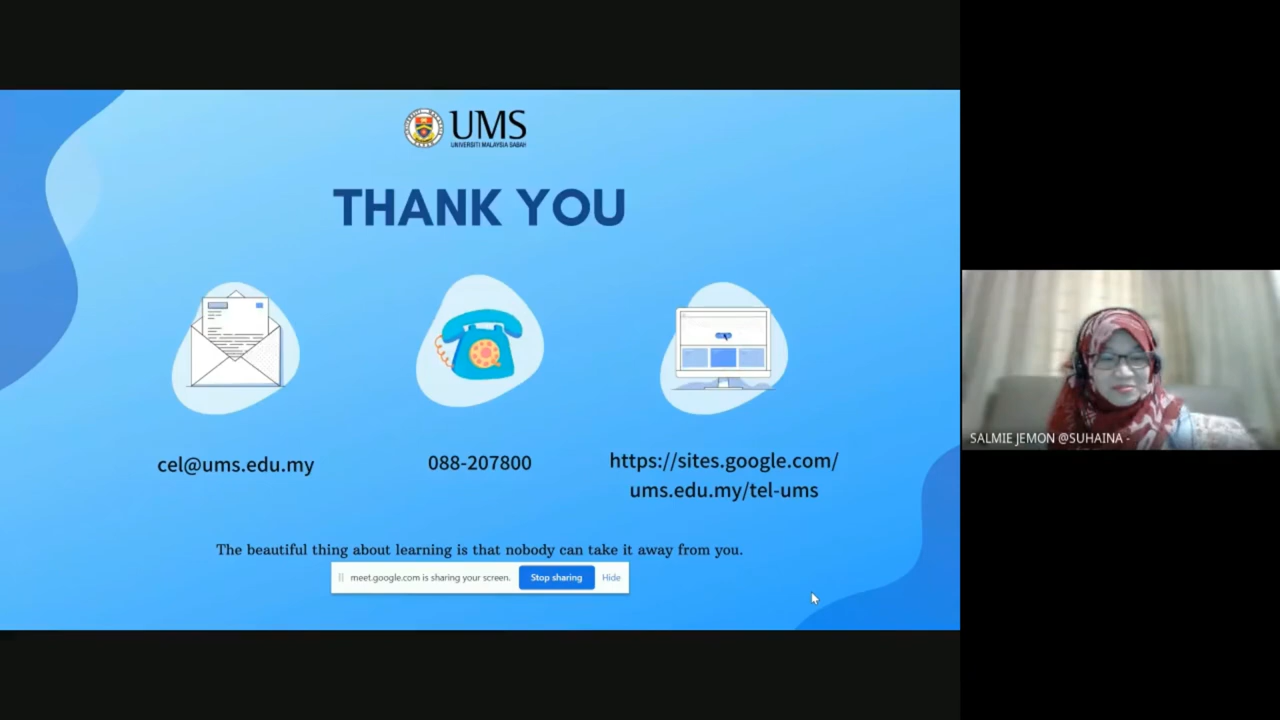 UMS
UNIVERSITI MALAYSIA SABAH
THANK YOU
cel@ums.edu.my
088-207800
https://sites.google.com/
ums.edu.my/tel-ums
The beautiful thing about learning is that nobody can take it away from you.
meet.google.com is sharing your screen.
Stop sharing
Hide
SALMIE JEMON @SUHAINA -